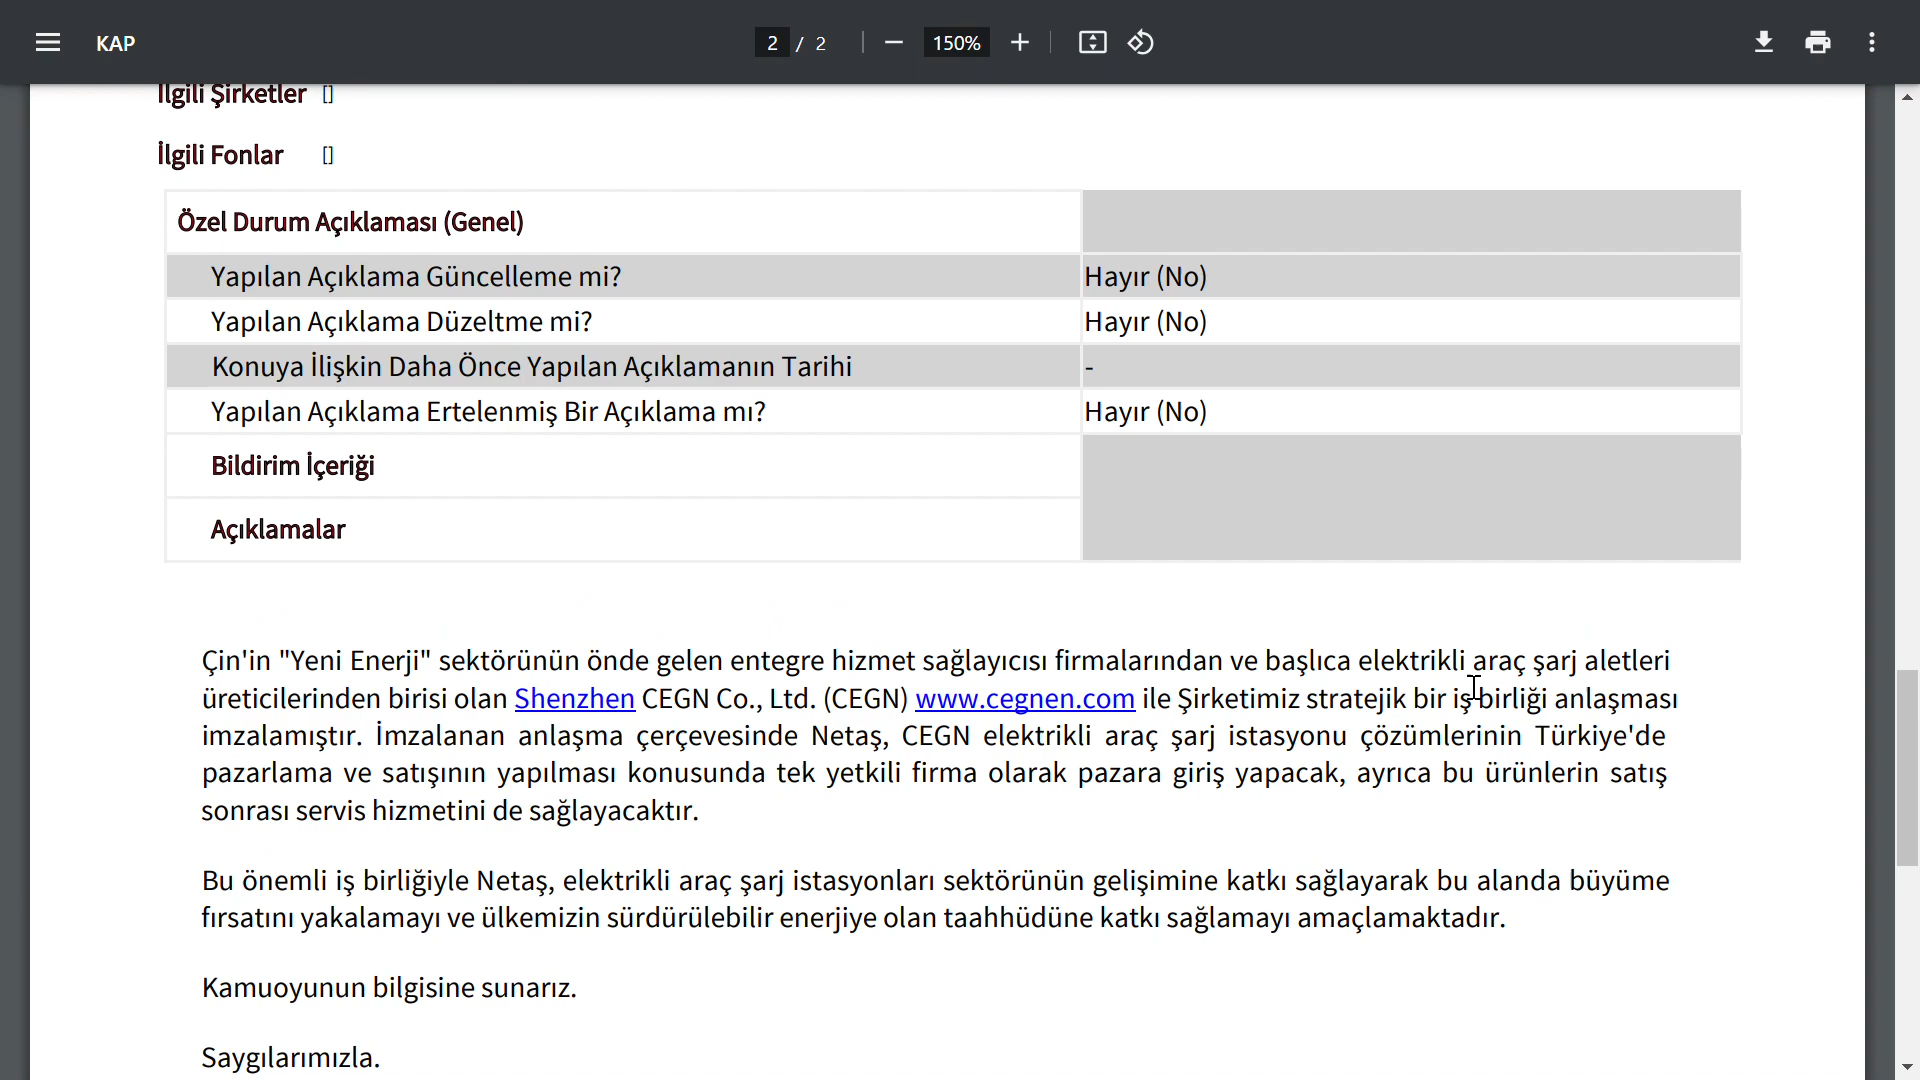 KAP
2 / 2
150%
İlgili Şirketler []
İlgili Fonlar []
Özel Durum Açıklaması (Genel)
Yapılan Açıklama Güncelleme mi? Hayır (No)
Yapılan Açıklama Düzeltme mi? Hayır (No)
Konuya İlişkin Daha Önce Yapılan Açıklamanın Tarihi -
Yapılan Açıklama Ertelenmiş Bir Açıklama mı? Hayır (No)
Bildirim İçeriği
Açıklamalar
Çin'in "Yeni Enerji" sektörünün önde gelen entegre hizmet sağlayıcısı firmalarından ve başlıca elektrikli araç şarj aletleri
üreticilerinden birisi olan Shenzhen CEGN Co., Ltd. (CEGN) www.cegnen.com ile Şirketimiz stratejik bir iş birliği anlaşması
imzalamıştır. İmzalanan anlaşma çerçevesinde Netaş, CEGN elektrikli araç şarj istasyonu çözümlerinin Türkiye'de
pazarlama ve satışının yapılması konusunda tek yetkili firma olarak pazara giriş yapacak, ayrıca bu ürünlerin satış
sonrası servis hizmetini de sağlayacaktır.
Bu önemli iş birliğiyle Netaş, elektrikli araç şarj istasyonları sektörünün gelişimine katkı sağlayarak bu alanda büyüme
fırsatını yakalamayı ve ülkemizin sürdürülebilir enerjiye olan taahhüdüne katkı sağlamayı amaçlamaktadır.
Kamuoyunun bilgisine sunarız.
Saygılarımızla.